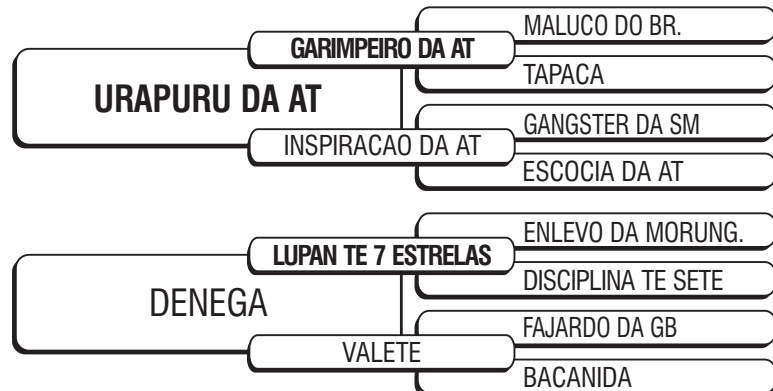 MALUCO DO BR.
GARIMPEIRO DA AT
TAPACA
URAPURU DA AT
GANGSTER DA SM
INSPIRACAO DA AT
ESCOCIA DA AT
ENLEVO DA MORUNG.
LUPAN TE 7 ESTRELAS
DISCIPLINA TE SETE
DENEGA
FAJARDO DA GB
VALETE
BACANIDA